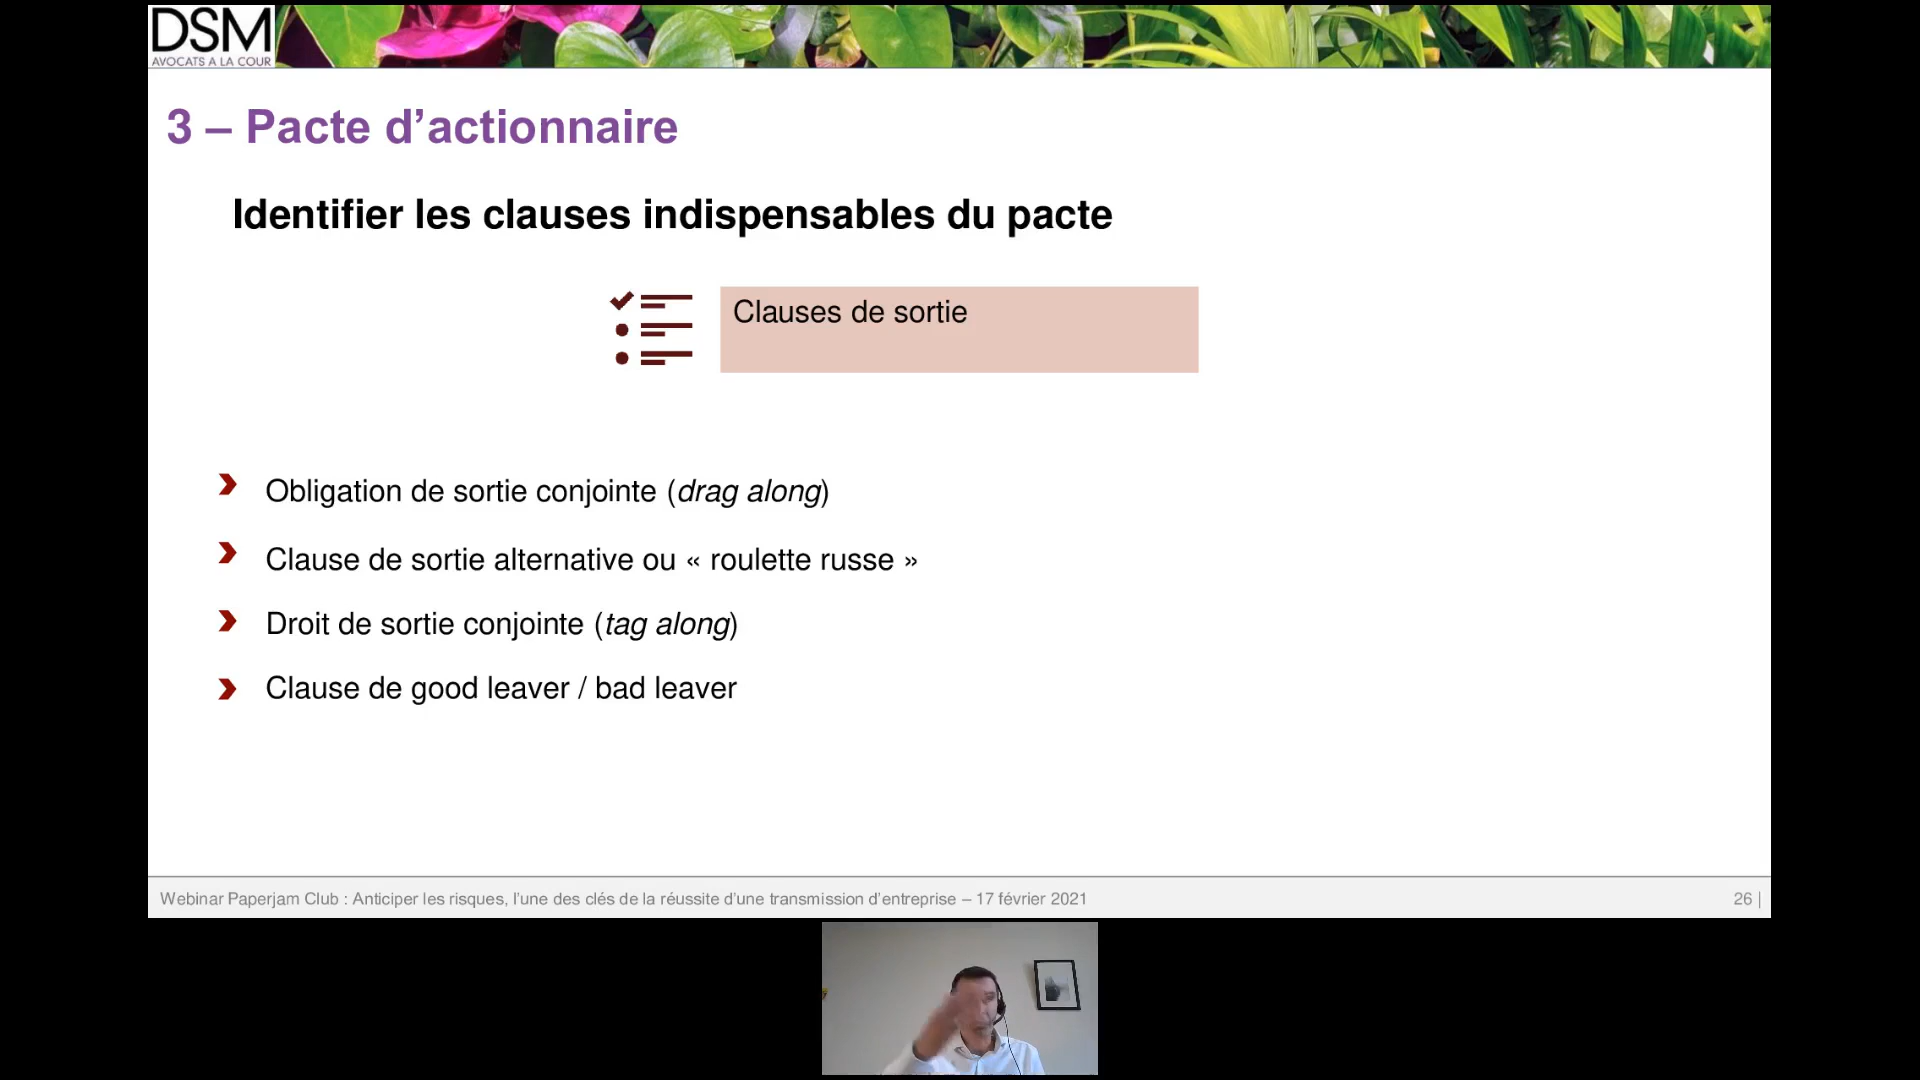 DSM
AVOCATS A LA COUR
3 – Pacte d’actionnaire
Identifier les clauses indispensables du pacte
Clauses de sortie
Obligation de sortie conjointe (drag along)
Clause de sortie alternative ou « roulette russe »
Droit de sortie conjointe (tag along)
Clause de good leaver / bad leaver
Webinar Paperjam Club : Anticiper les risques, l’une des clés de la réussite d’une transmission d’entreprise – 17 février 2021
26 |